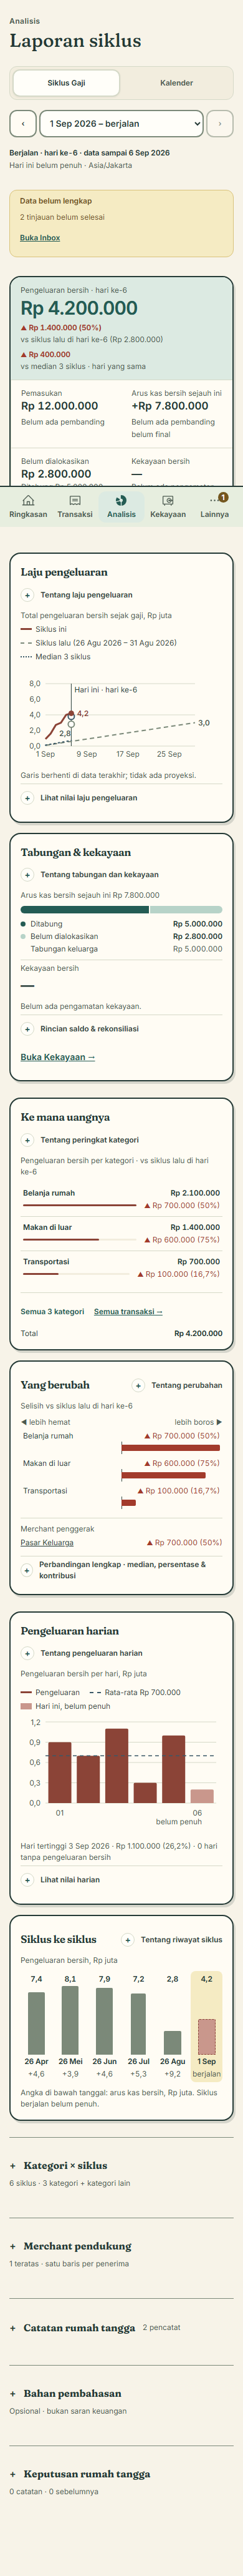 Analisis
Laporan siklus
Siklus Gaji
Kalender
‹
1 Sep 2026 – berjalan
›
Berjalan · hari ke-6 · data sampai 6 Sep 2026
Hari ini belum penuh · Asia/Jakarta
Data belum lengkap
2 tinjauan belum selesai
Buka Inbox
Pengeluaran bersih · hari ke-6
Rp 4.200.000
▲ Rp 1.400.000 (50%)
vs siklus lalu di hari ke-6 (Rp 2.800.000)
▲ Rp 400.000
vs median 3 siklus · hari yang sama
Pemasukan
Rp 12.000.000
Belum ada pembanding
Arus kas bersih sejauh ini
+Rp 7.800.000
Belum ada pembanding
belum final
Belum dialokasikan
Rp 2.800.000
Kekayaan bersih
—
Ringkasan
Transaksi
Analisis
Kekayaan
Lainnya
1
Laju pengeluaran
+ Tentang laju pengeluaran
Total pengeluaran bersih sejak gaji, Rp juta
Siklus ini
Siklus lalu (26 Agu 2026 – 31 Agu 2026)
Median 3 siklus
8,0
6,0
4,0
2,0
0,0
Hari ini · hari ke-6
4,2
2,8
3,0
1 Sep
9 Sep
17 Sep
25 Sep
Garis berhenti di data terakhir; tidak ada proyeksi.
+ Lihat nilai laju pengeluaran
Tabungan & kekayaan
+ Tentang tabungan dan kekayaan
Arus kas bersih sejauh ini Rp 7.800.000
Ditabung Rp 5.000.000
Belum dialokasikan Rp 2.800.000
Tabungan keluarga Rp 5.000.000
Kekayaan bersih
—
Belum ada pengamatan kekayaan.
+ Rincian saldo & rekonsiliasi
Buka Kekayaan →
Ke mana uangnya
+ Tentang peringkat kategori
Pengeluaran bersih per kategori · vs siklus lalu di hari
ke-6
Belanja rumah Rp 2.100.000
▲ Rp 700.000 (50%)
Makan di luar Rp 1.400.000
▲ Rp 600.000 (75%)
Transportasi Rp 700.000
▲ Rp 100.000 (16,7%)
Semua 3 kategori Semua transaksi →
Total Rp 4.200.000
Yang berubah
+ Tentang perubahan
Selisih vs siklus lalu di hari ke-6
◀ lebih hemat lebih boros ▶
Belanja rumah ▲ Rp 700.000 (50%)
Makan di luar ▲ Rp 600.000 (75%)
Transportasi ▲ Rp 100.000 (16,7%)
Merchant penggerak
Pasar Keluarga ▲ Rp 700.000 (50%)
+ Perbandingan lengkap · median, persentase &
kontribusi
Pengeluaran harian
+ Tentang pengeluaran harian
Pengeluaran bersih per hari, Rp juta
Pengeluaran
Rata-rata Rp 700.000
Hari ini, belum penuh
1,2
0,9
0,6
0,3
0,0
01
06
belum penuh
Hari tertinggi 3 Sep 2026 · Rp 1.100.000 (26,2%) · 0 hari
tanpa pengeluaran bersih
+ Lihat nilai harian
Siklus ke siklus
+ Tentang riwayat siklus
Pengeluaran bersih, Rp juta
7,4 8,1 7,9 7,2 2,8 4,2
26 Apr 26 Mei 26 Jun 26 Jul 26 Agu 1 Sep
+4,6 +3,9 +4,6 +5,3 +9,2 berjalan
Angka di bawah tanggal: arus kas bersih, Rp juta. Siklus
berjalan belum penuh.
+ Kategori × siklus
6 siklus · 3 kategori + kategori lain
+ Merchant pendukung
1 teratas · satu baris per penerima
+ Catatan rumah tangga 2 pencatat
+ Bahan pembahasan
Opsional · bukan saran keuangan
+ Keputusan rumah tangga
0 catatan · 0 sebelumnya